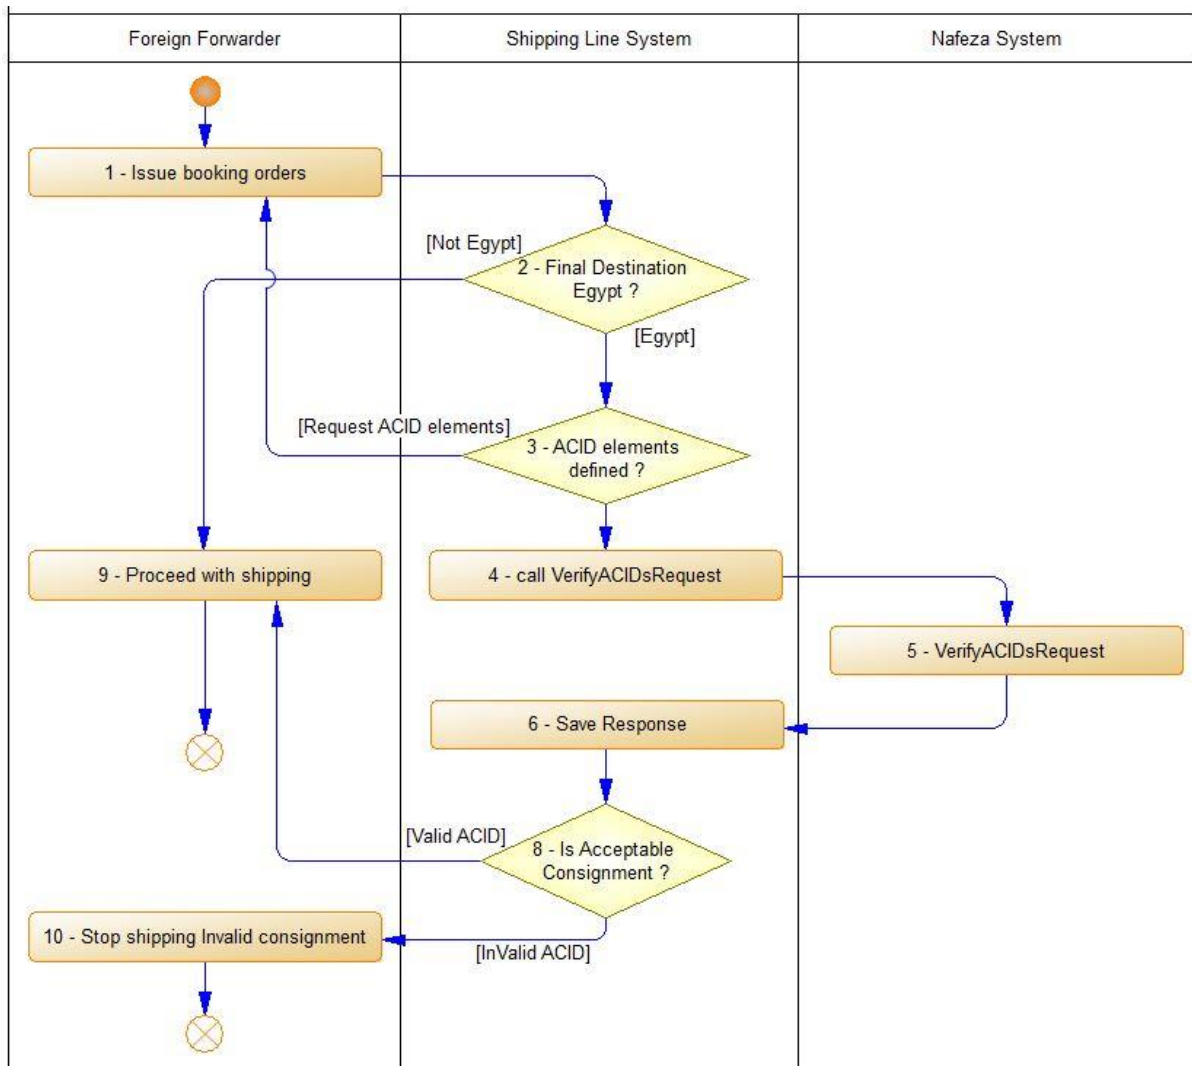 Foreign Forwarder
Shipping Line System
Nafeza System
1 - Issue booking orders
[Not Egypt]
2 - Final Destination
Egypt ?
[Egypt]
[Request ACID elements]
3 - ACID elements
defined ?
9 - Proceed with shipping
4 - call VerifyACIDsRequest
5 - VerifyACIDsRequest
6 - Save Response
[Valid ACID]
8 - Is Acceptable
Consignment ?
10 - Stop shipping Invalid consignment
[InValid ACID]